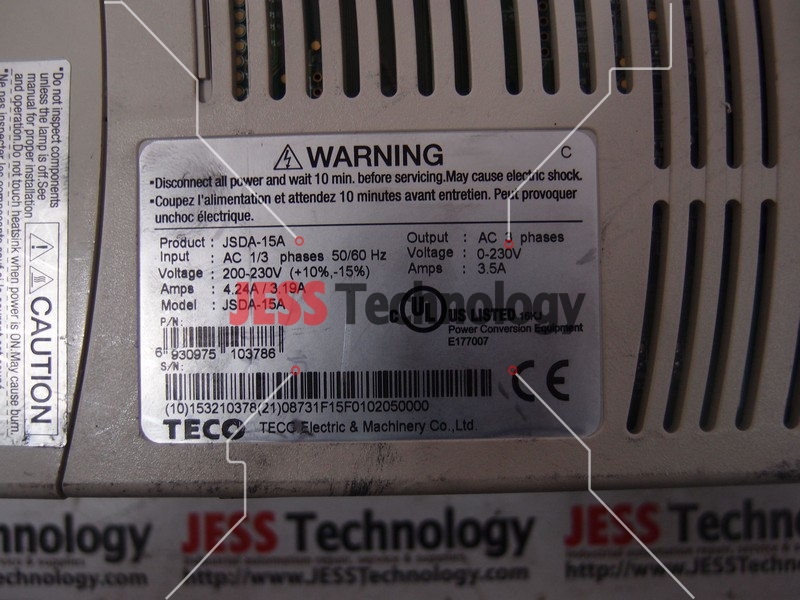 *Do not inspect components
unless the lamp is off.See
manual for proper installation
and operation.Do not touch heatsink when power is ON.May cause burn.
CAUTION
WARNING
C
•Disconnect all power and wait 10 min. before servicing.May cause electric shock.
•Coupez l'alimentation et attendez 10 minutes avant entretien. Peut provoquer
unchoc électrique.
Product : JSDA-15A
Input : AC 1/3 phases 50/60 Hz
Voltage : 200-230V (+10%,-15%)
Amps : 4.24A / 3.19A
Model : JSDA-15A
Output : AC 3 phases
Voltage : 0-230V
Amps : 3.5A
JESS Technology
P/N:
6 930975 103786
S/N:
C UL US LISTED 16KJ
Power Conversion Equipment
E177007
CE
(10)153210378(21)08731F15F0102050000
TECO TECO Electric & Machinery Co.,Ltd.
Technology
Technology.com
JESS Technology
http://www.JESSTechnology.com
JESS Technology
http://www.JESSTechnology